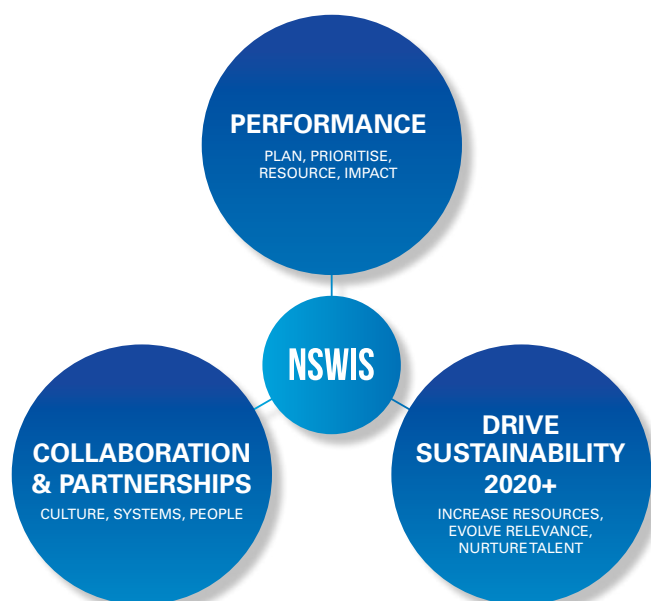 PERFORMANCE
PLAN, PRIORITISE,
RESOURCE, IMPACT
NSWIS
COLLABORATION
& PARTNERSHIPS
CULTURE, SYSTEMS, PEOPLE
DRIVE
SUSTAINABILITY
2020+
INCREASE RESOURCES,
EVOLVE RELEVANCE,
NURTURE TALENT